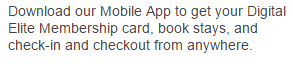 Download our Mobile App to get your Digital
Elite Membership card, book stays, and
check-in and checkout from anywhere.